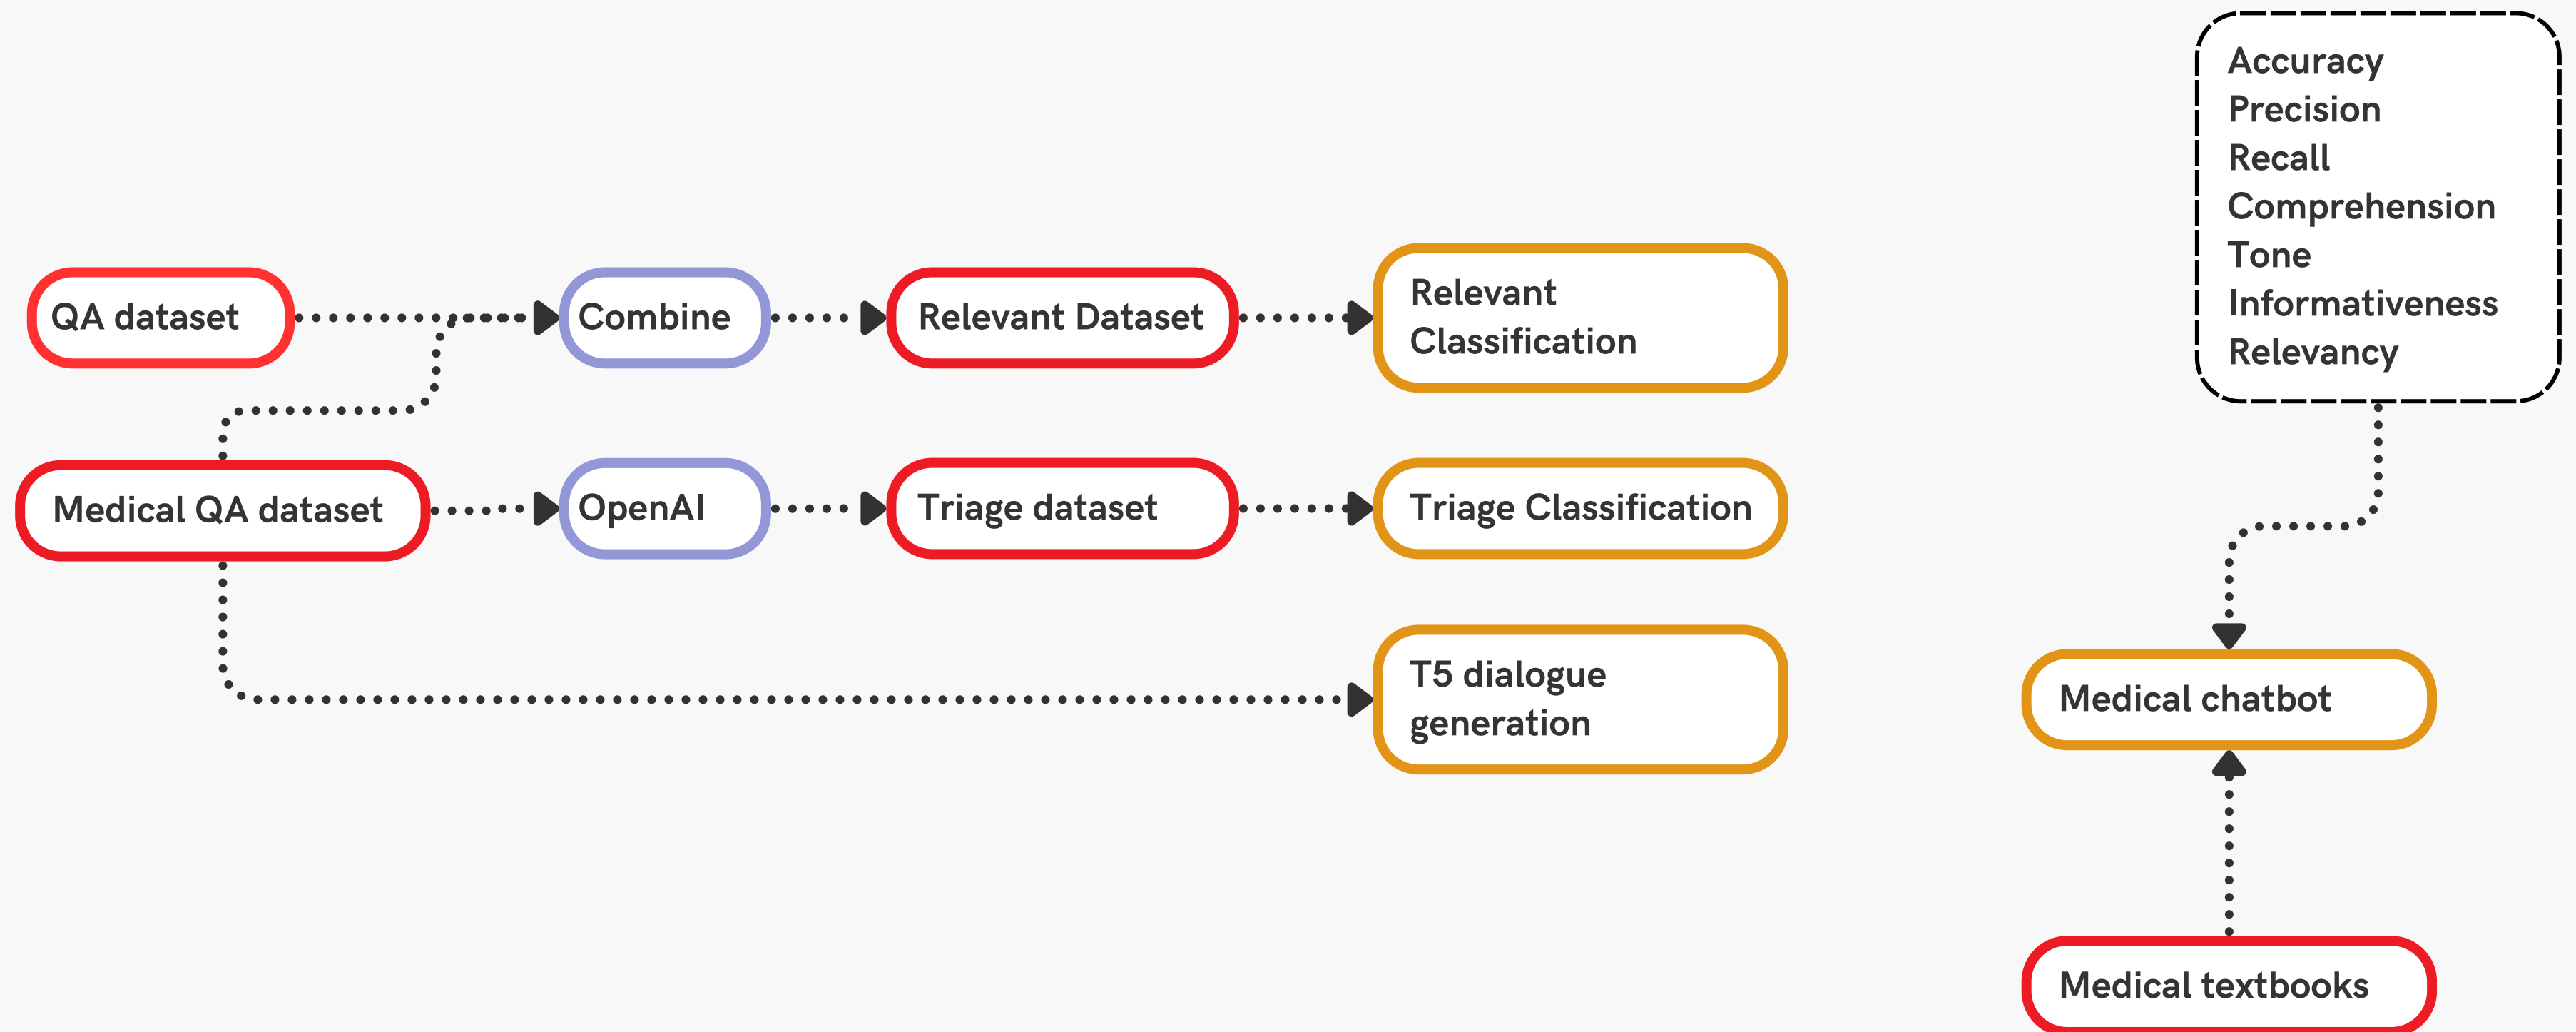 Accuracy
Precision
Recall
Comprehension
Tone
Informativeness
Relevancy
QA dataset
Combine
Relevant Dataset
Relevant
Classification
Medical QA dataset
OpenAI
Triage dataset
Triage Classification
T5 dialogue
generation
Medical chatbot
Medical textbooks